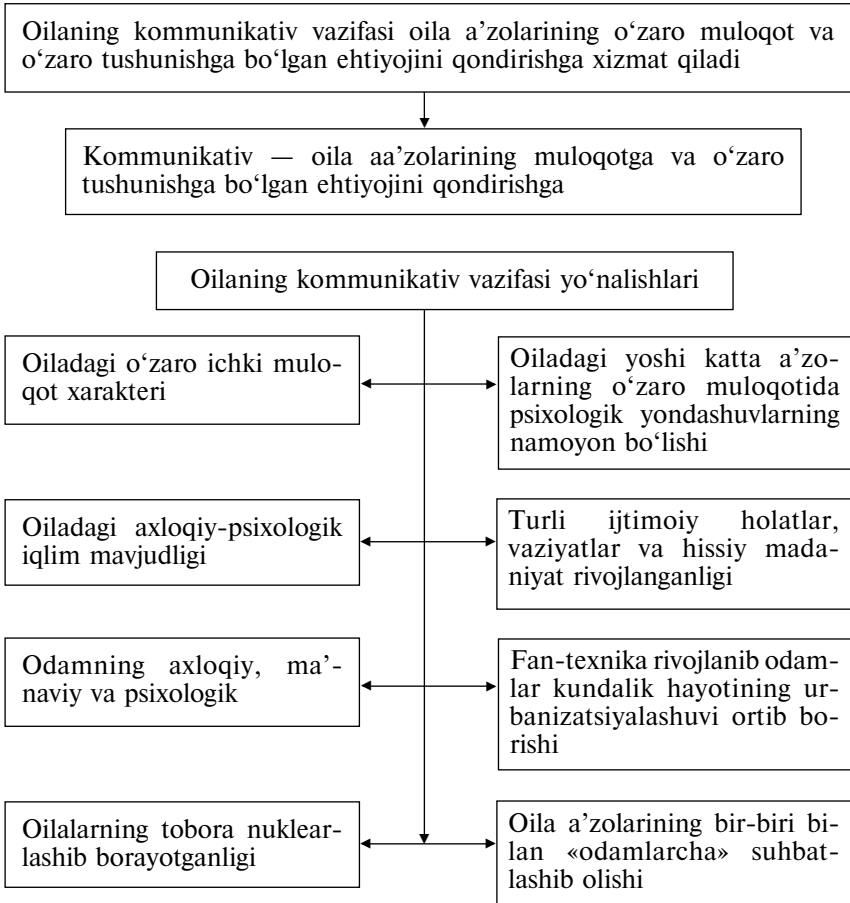 Oilaning kommunikativ vazifasi oila a’zolarining o‘zaro muloqot va
o‘zaro tushunishga bo‘lgan ehtiyojini qondirishga xizmat qiladi
Kommunikativ — oila aa’zolarining muloqotga va o‘zaro
tushunishga bo‘lgan ehtiyojini qondirishga
Oilaning kommunikativ vazifasi yo‘nalishlari
Oiladagi o‘zaro ichki mulo-
qot xarakteri
Oiladagi yoshi katta a’zo-
larning o‘zaro muloqotida
psixologik yondashuvlarning
namoyon bo‘lishi
Oiladagi axloqiy-psixologik
iqlim mavjudligi
Turli ijtimoiy holatlar,
vaziyatlar va hissiy mada-
niyat rivojlanganligi
Odamning axloqiy, ma’-
naviy va psixologik
Fan-texnika rivojlanib odam-
lar kundalik hayotining ur-
banizatsiyalashuvi ortib bo-
rishi
Oilalarning tobora nuklear-
lashib borayotganligi
Oila a’zolarining bir-biri bi-
lan «odamlarcha» suhbat-
lashib olishi